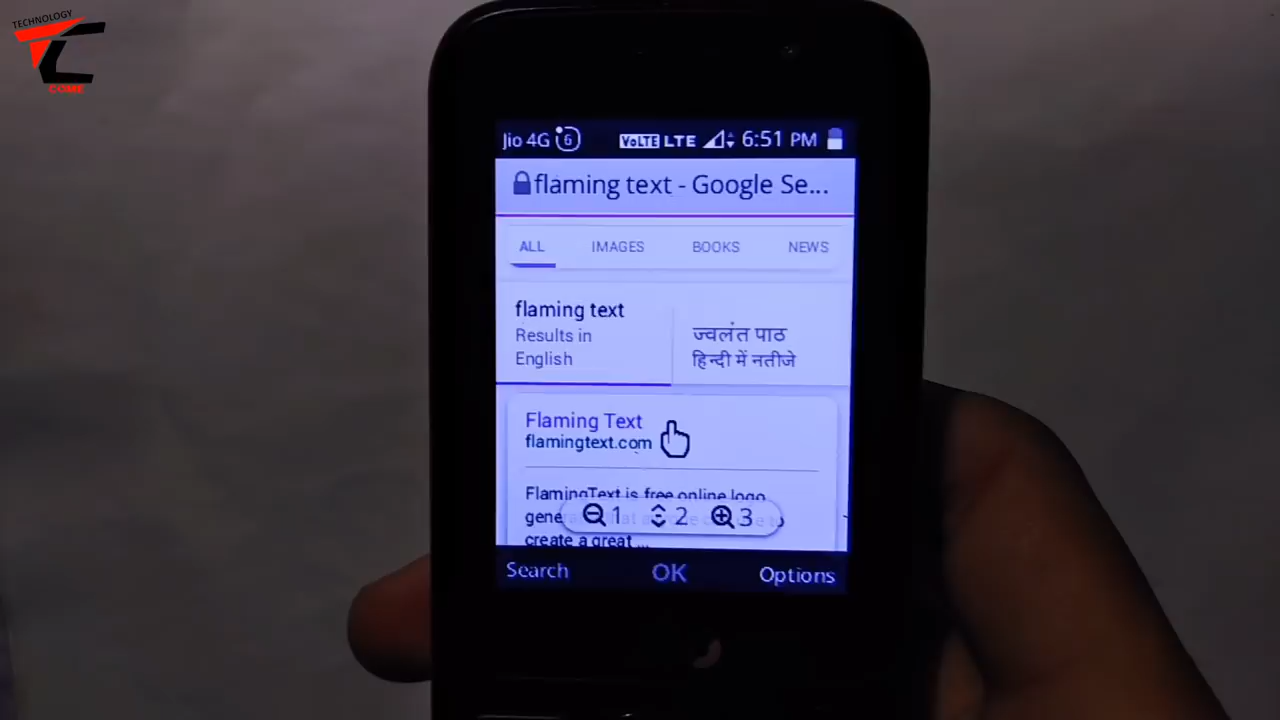 TECHNOLOGY
TC
COME
Jio 4G 6 VoLTE LTE 6:51 PM
flaming text - Google Se...
ALL IMAGES BOOKS NEWS
flaming text
Results in
English
ज्वलंत पाठ
हिन्दी में नतीजे
Flaming Text
flamingtext.com
FlamingText is free online logo
create a great ...
1 2 3
Search OK Options